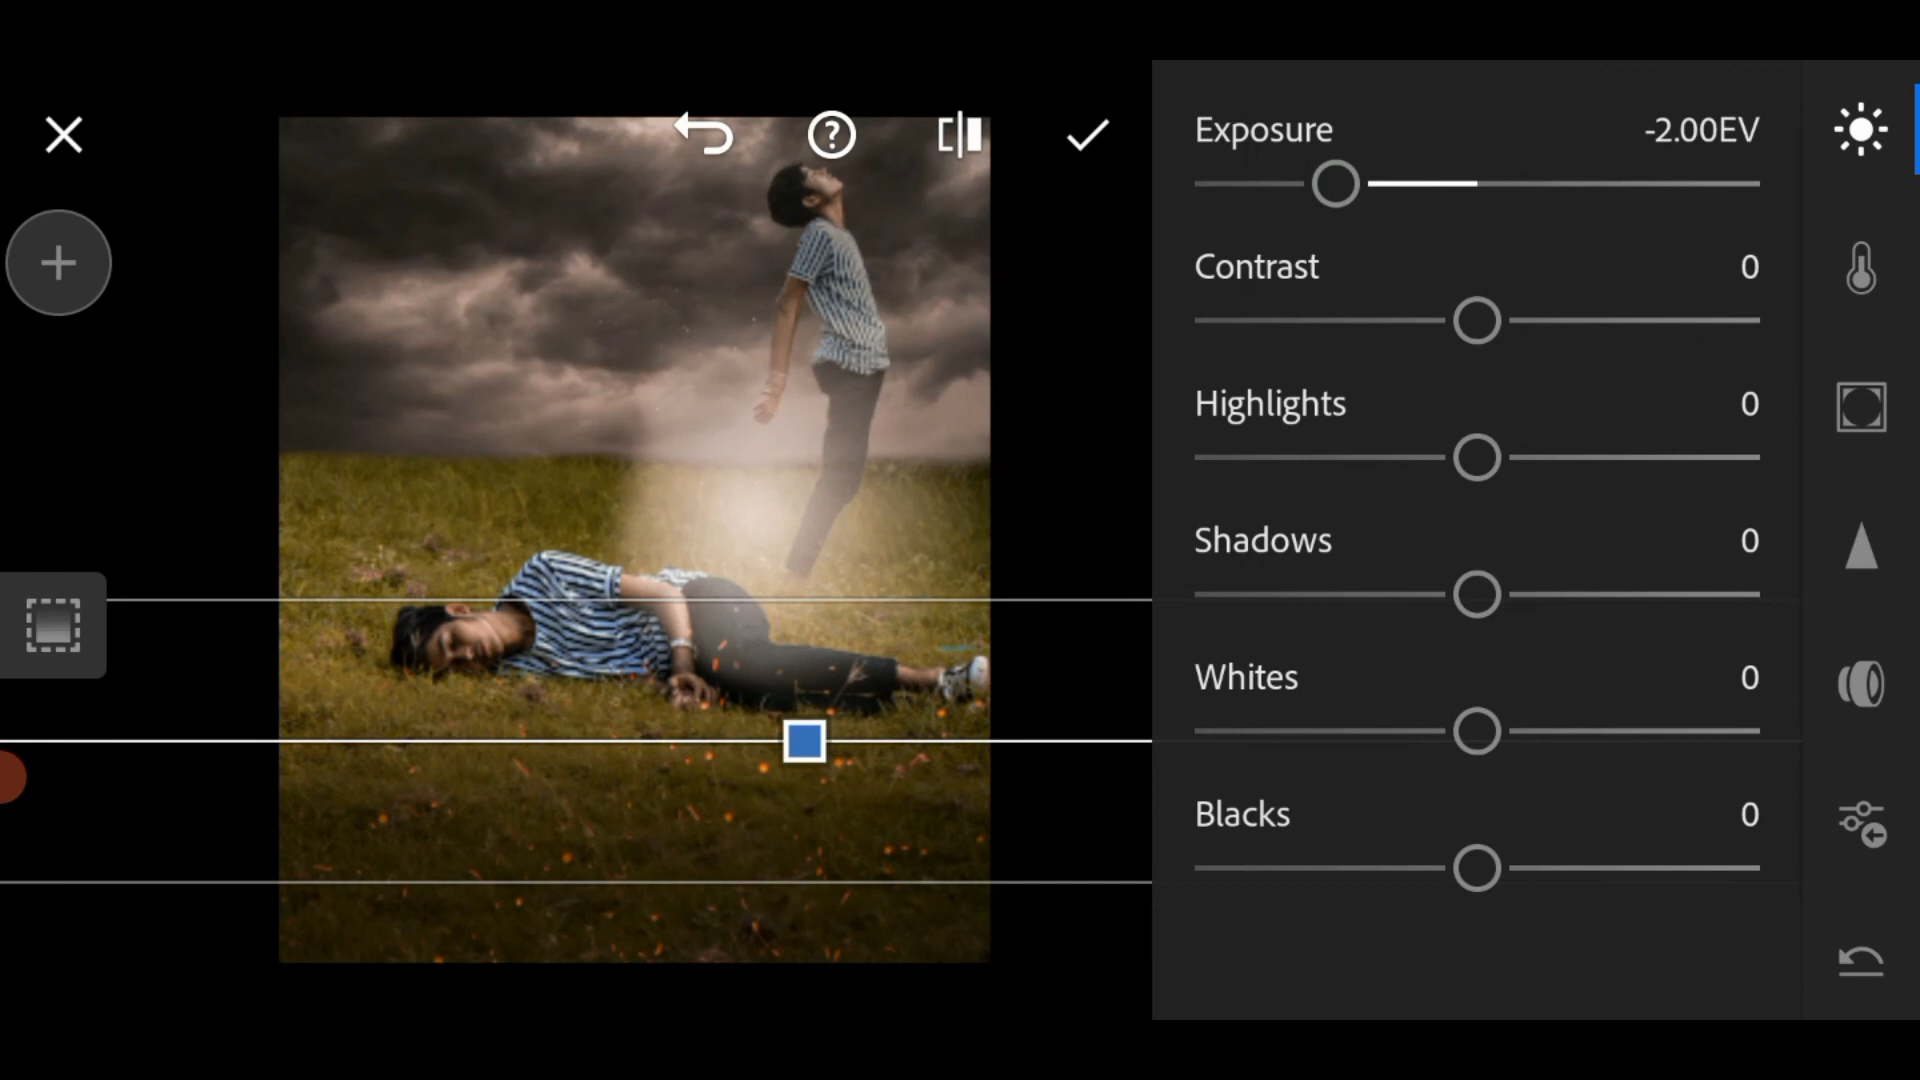 Exposure -2.00EV
Contrast 0
Highlights 0
Shadows 0
Whites 0
Blacks 0